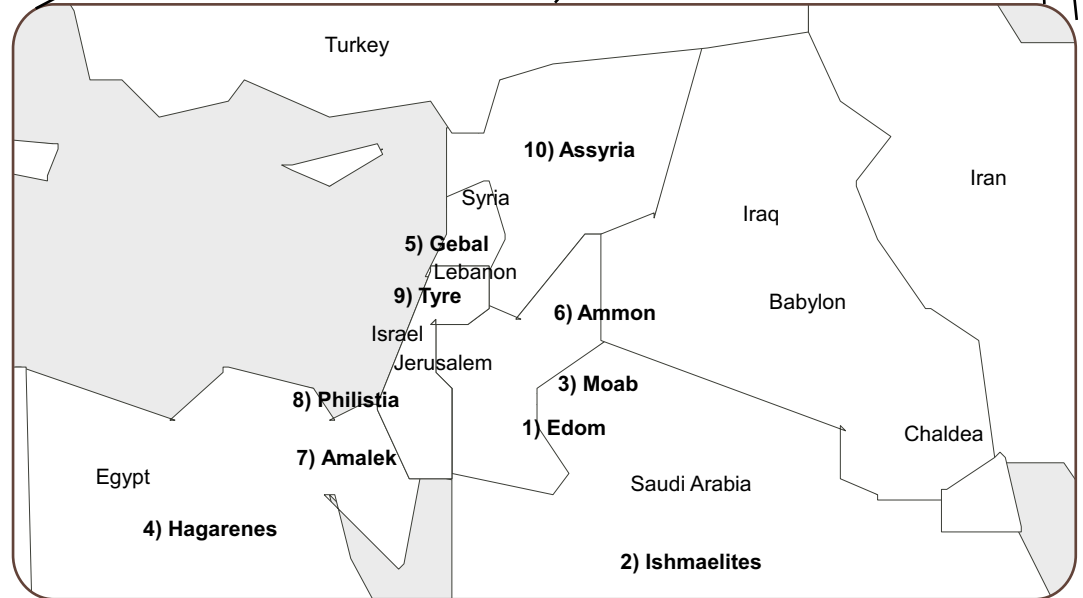 Turkey
10) Assyria
Iran
Syria
Iraq
5) Gebal
Lebanon
9) Tyre
Babylon
6) Ammon
Israel
Jerusalem
3) Moab
8) Philistia
1) Edom
Chaldea
7) Amalek
Egypt
Saudi Arabia
4) Hagarenes
2) Ishmaelites